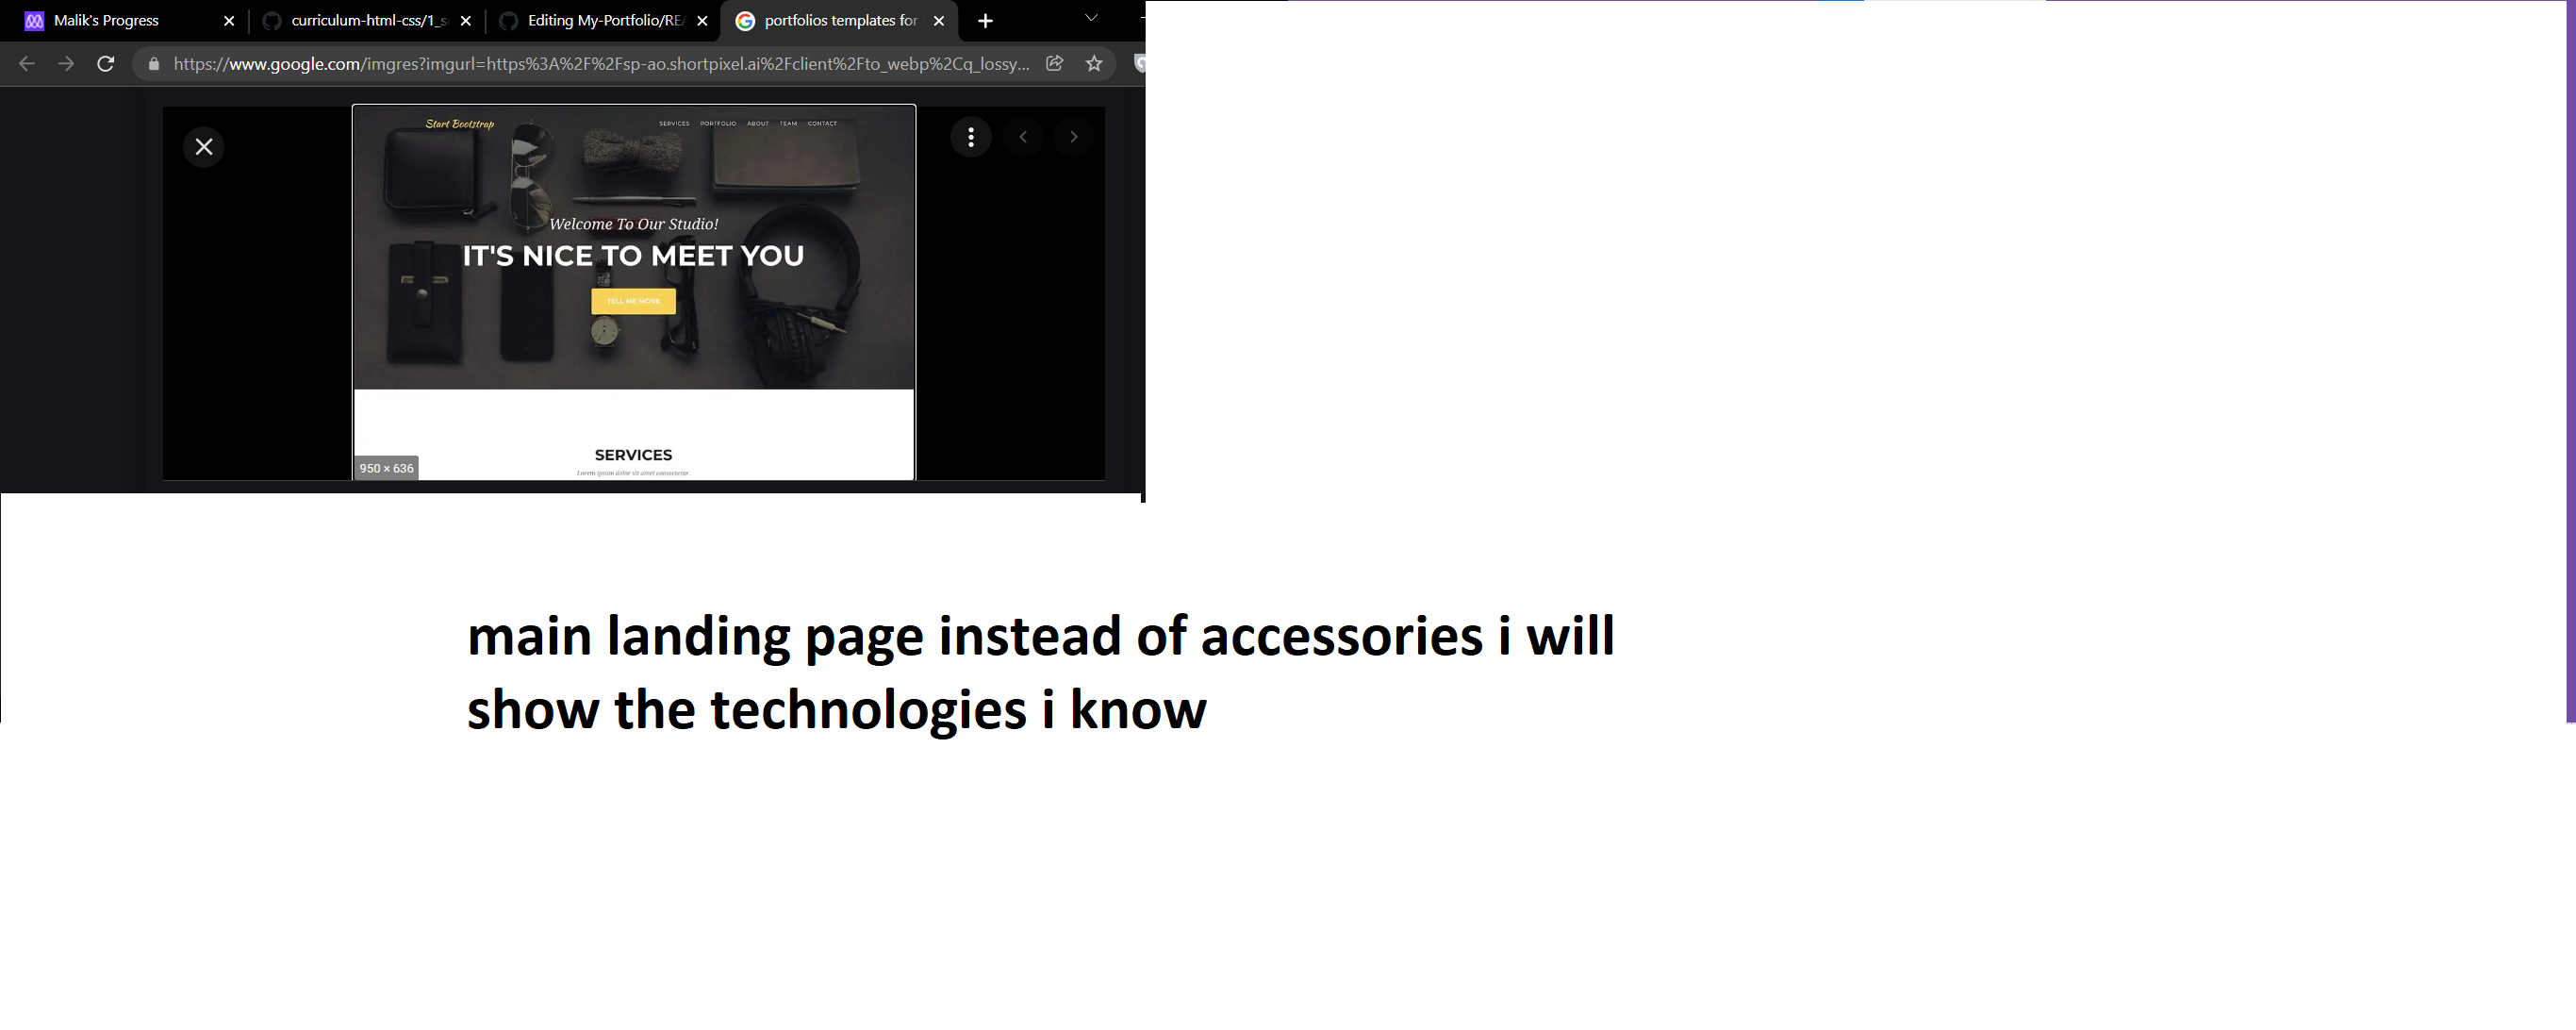 Malik's Progress
curriculum-html-css/1_s
Editing My-Portfolio/RE
portfolios templates for
https://www.google.com/imgres?imgurl=https%3A%2F%2Fsp-ao.shortpixel.ai%2Fclient%2Fto_webp%2Cq_lossy...
Start Bootstrap
SERVICES PORTFOLIO ABOUT TEAM CONTACT
Welcome To Our Studio!
IT'S NICE TO MEET YOU
TELL ME MORE
SERVICES
Lorem ipsum dolor sit amet consectetur.
950 × 636
main landing page instead of accessories i will
show the technologies i know